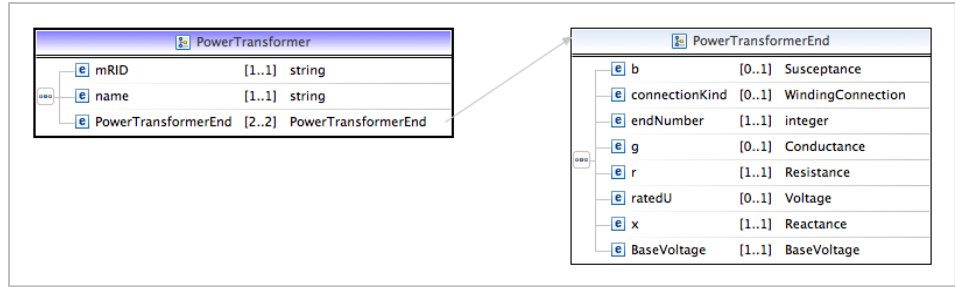 PowerTransformer
e mRID [1..1] string
e name [1..1] string
e PowerTransformerEnd [2..2] PowerTransformerEnd
PowerTransformerEnd
e b [0..1] Susceptance
e connectionKind [0..1] WindingConnection
e endNumber [1..1] integer
e g [0..1] Conductance
e r [1..1] Resistance
e ratedU [0..1] Voltage
e x [1..1] Reactance
e BaseVoltage [1..1] BaseVoltage